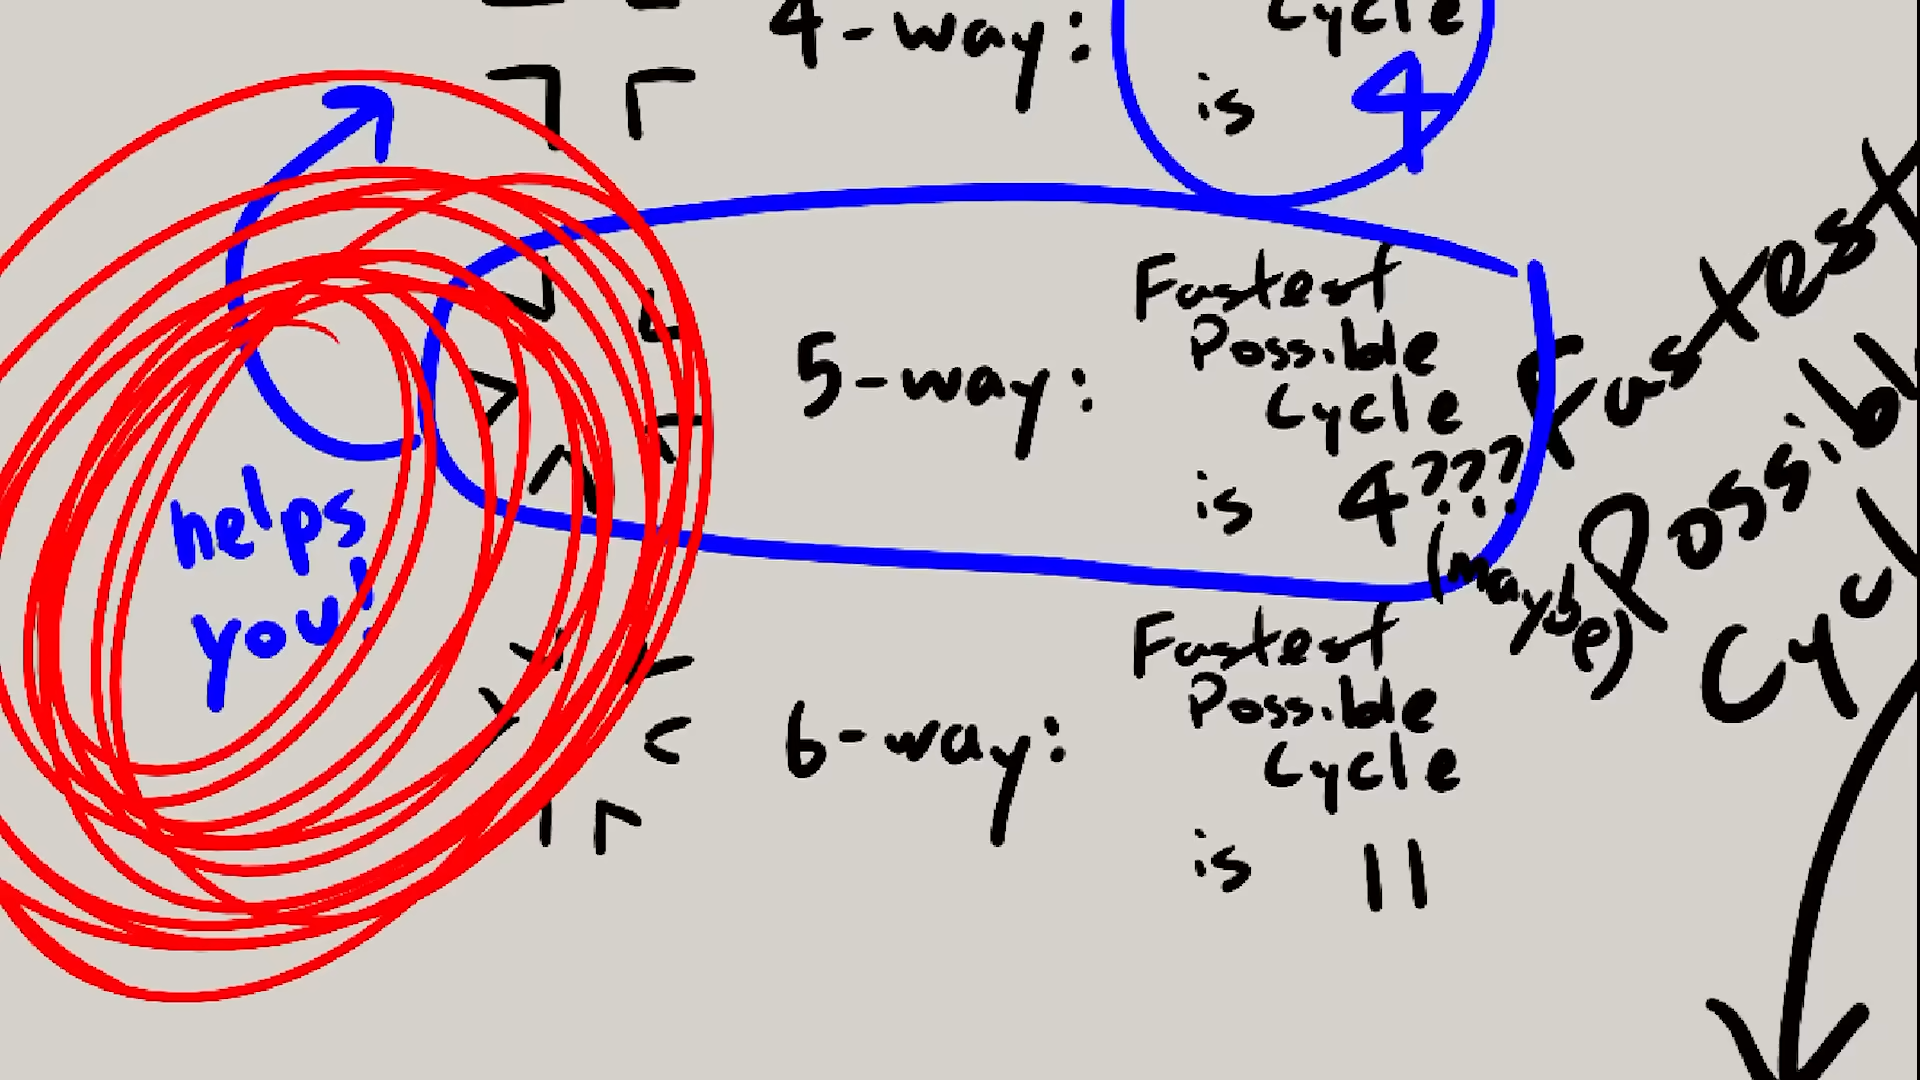 4-way:
Cycle
is 4
Fastest
Possible
Cycle
5-way:
is 4???
(maybe)
helps
you!
Fastest
Possible
Cycle
6-way:
is 11
Fastest
Possibl
Cycl